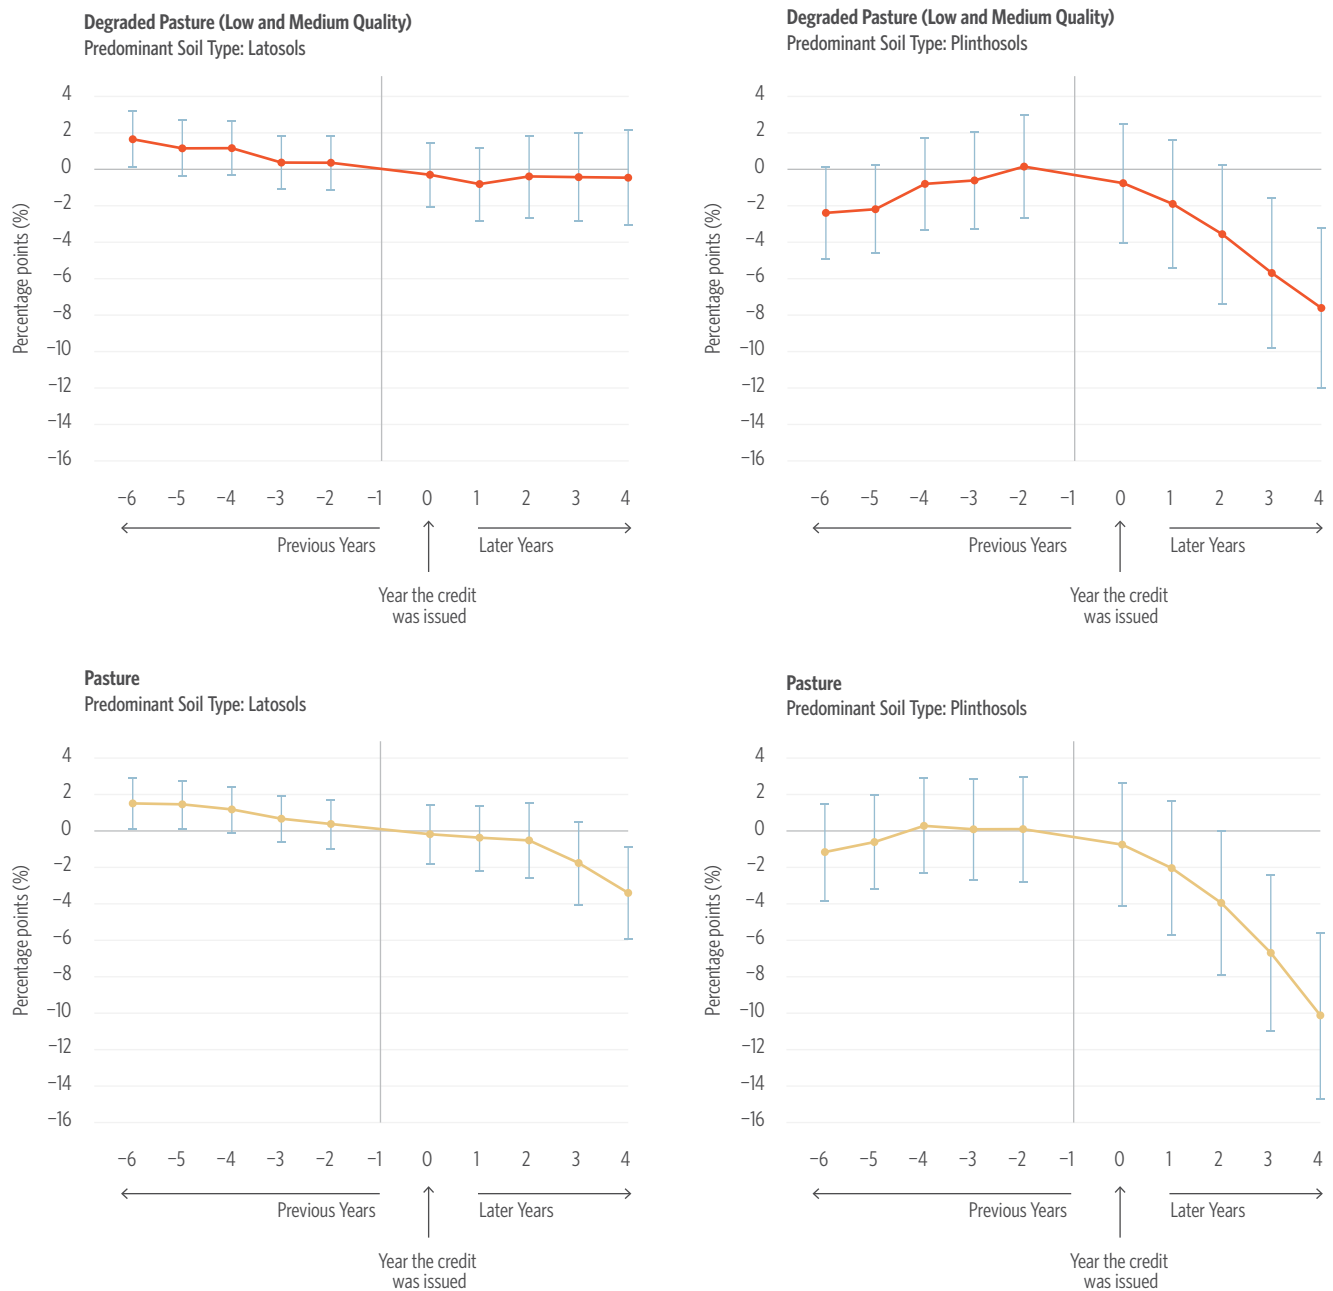 Degraded Pasture (Low and Medium Quality)
Predominant Soil Type: Latosols
Percentage points (%)
4
2
0
−2
−4
−6
−8
−10
−12
−14
−16
−6 −5 −4 −3 −2 −1 0 1 2 3 4
Previous Years
Later Years
Year the credit
was issued
Degraded Pasture (Low and Medium Quality)
Predominant Soil Type: Plinthosols
Percentage points (%)
4
2
0
−2
−4
−6
−8
−10
−12
−14
−16
−6 −5 −4 −3 −2 −1 0 1 2 3 4
Previous Years
Later Years
Year the credit
was issued
Pasture
Predominant Soil Type: Latosols
Percentage points (%)
4
2
0
−2
−4
−6
−8
−10
−12
−14
−16
−6 −5 −4 −3 −2 −1 0 1 2 3 4
Previous Years
Later Years
Year the credit
was issued
Pasture
Predominant Soil Type: Plinthosols
Percentage points (%)
4
2
0
−2
−4
−6
−8
−10
−12
−14
−16
−6 −5 −4 −3 −2 −1 0 1 2 3 4
Previous Years
Later Years
Year the credit
was issued